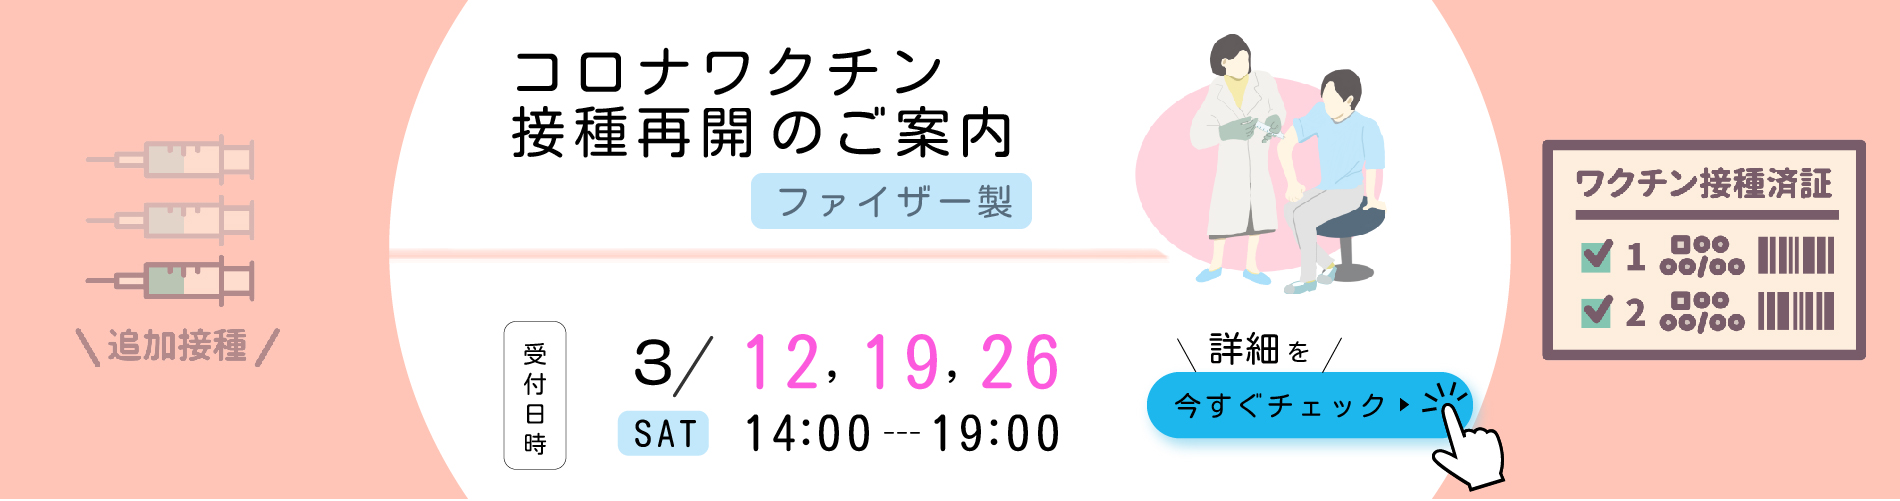 コロナワクチン
接種再開のご案内
ファイザー製
追加接種
ワクチン接種済証
1
2
受付日時
3/ 12, 19, 26
SAT 14:00 --- 19:00
詳細を
今すぐチェック